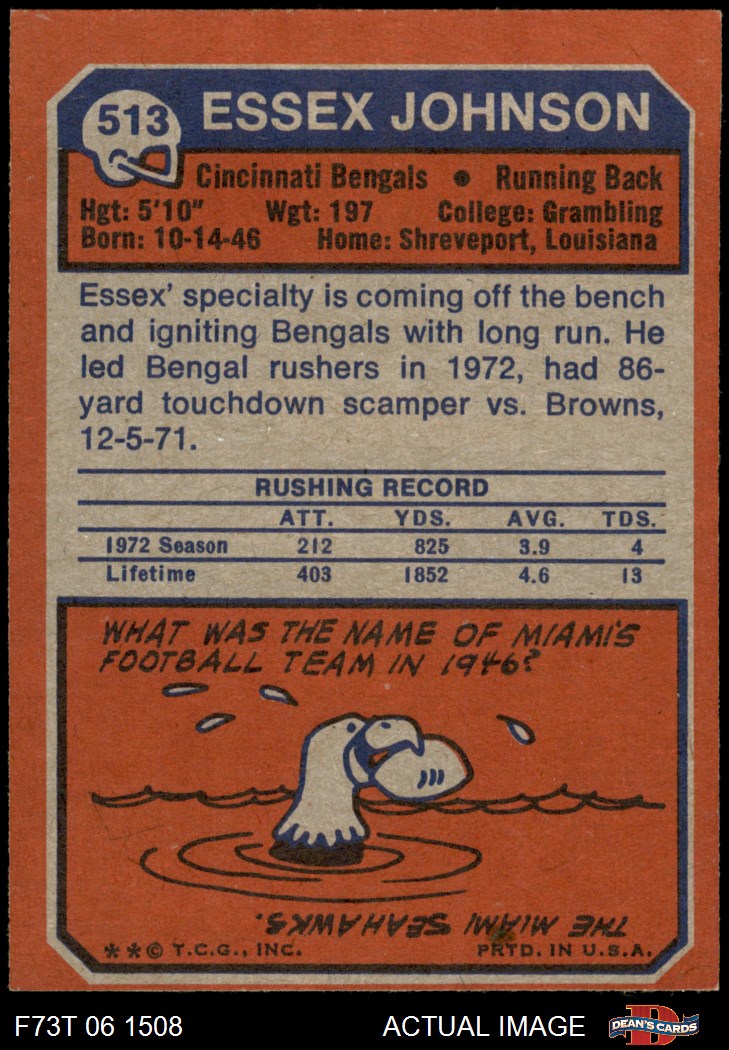 513 ESSEX JOHNSON
Cincinnati Bengals • Running Back
Hgt: 5'10" Wgt: 197 College: Grambling
Born: 10-14-46 Home: Shreveport, Louisiana
Essex' specialty is coming off the bench
and igniting Bengals with long run. He
led Bengal rushers in 1972, had 86-
yard touchdown scamper vs. Browns,
12-5-71.
RUSHING RECORD
ATT. YDS. AVG. TDS.
1972 Season 212 825 3.9 4
Lifetime 403 1852 4.6 13
WHAT WAS THE NAME OF MIAMI'S
FOOTBALL TEAM IN 1946?
THE MIAMI SEAHAWKS.
**© T.C.G., INC. PRTD. IN U.S.A.
F73T 06 1508 ACTUAL IMAGE D DEAN'S CARDS